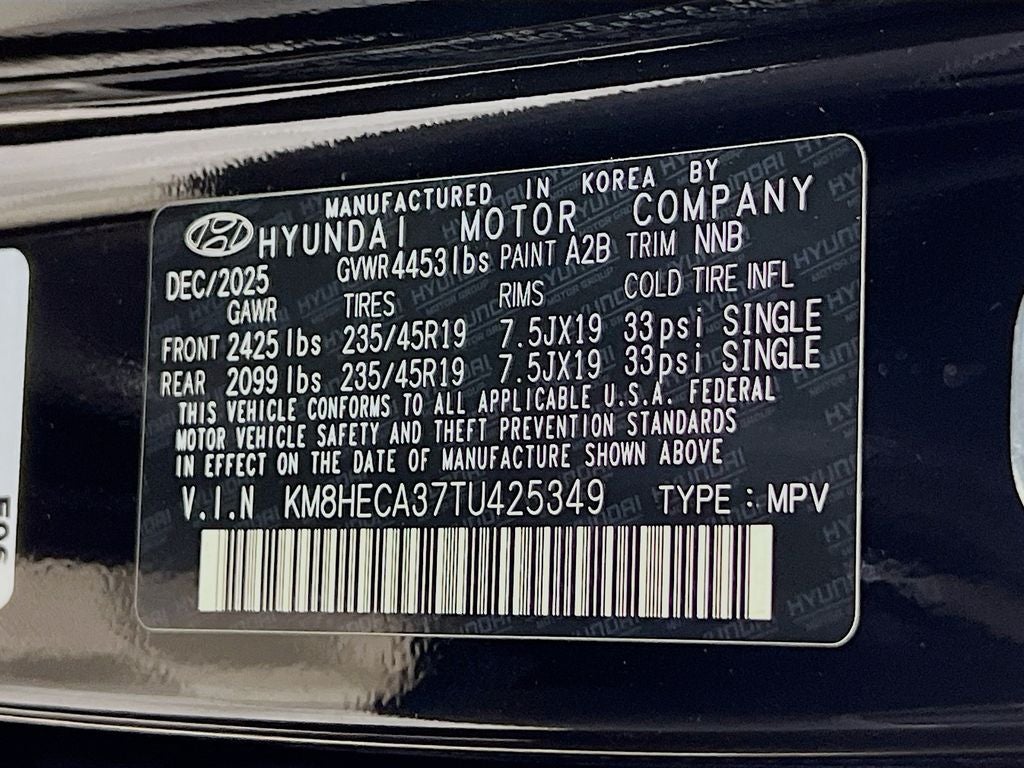 MANUFACTURED IN KOREA BY
HYUNDAI MOTOR COMPANY
DEC/2025 GVWR 4453lbs PAINT A2B TRIM NNB
GAWR TIRES RIMS COLD TIRE INFL
FRONT 2425 lbs 235/45R19 7.5JX19 33psi SINGLE
REAR 2099 lbs 235/45R19 7.5JX19 33psi SINGLE
THIS VEHICLE CONFORMS TO ALL APPLICABLE U.S.A. FEDERAL
MOTOR VEHICLE SAFETY AND THEFT PREVENTION STANDARDS
IN EFFECT ON THE DATE OF MANUFACTURE SHOWN ABOVE
V.I.N KM8HECA37TU425349 TYPE : MPV